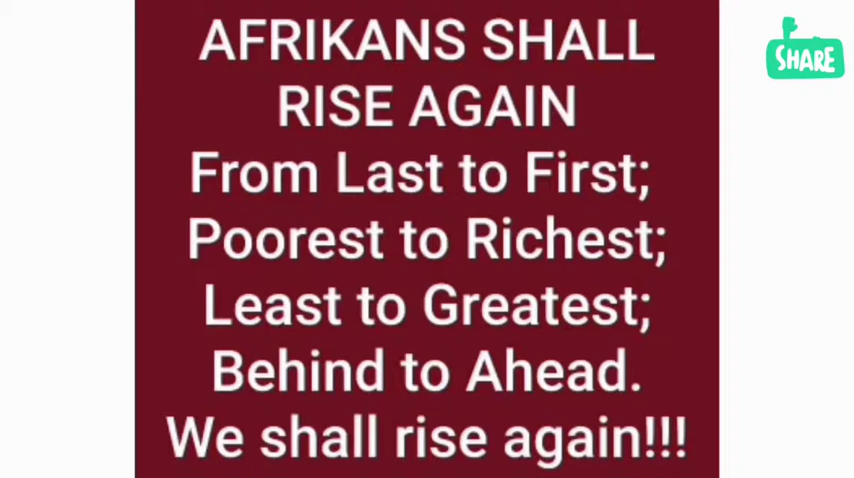 AFRIKANS SHALL
RISE AGAIN
From Last to First;
Poorest to Richest;
Least to Greatest;
Behind to Ahead.
We shall rise again!!!
SHARE